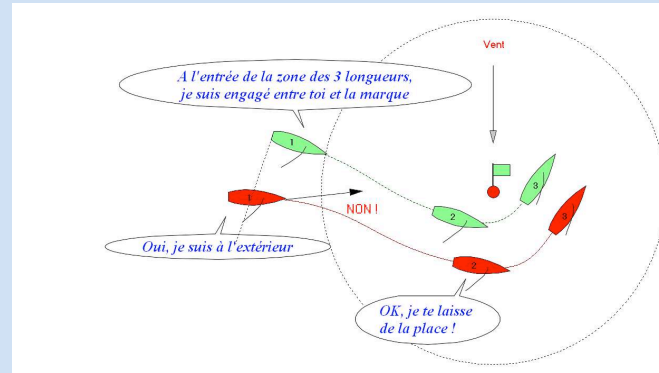 Vent
A l'entrée de la zone des 3 longueurs,
je suis engagé entre toi et la marque
1
1
NON !
3
3
2
2
Oui, je suis à l'extérieur
OK, je te laisse
de la place !